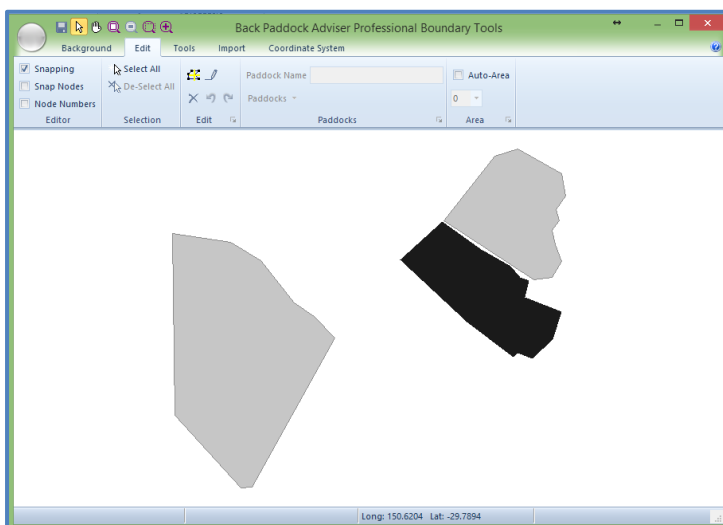 Back Paddock Adviser Professional Boundary Tools
Background Edit Tools Import Coordinate System
Snapping Select All Paddock Name Auto-Area
Snap Nodes De-Select All Paddocks 0
Node Numbers
Editor Selection Edit Paddocks Area
Long: 150.6204 Lat: -29.7894